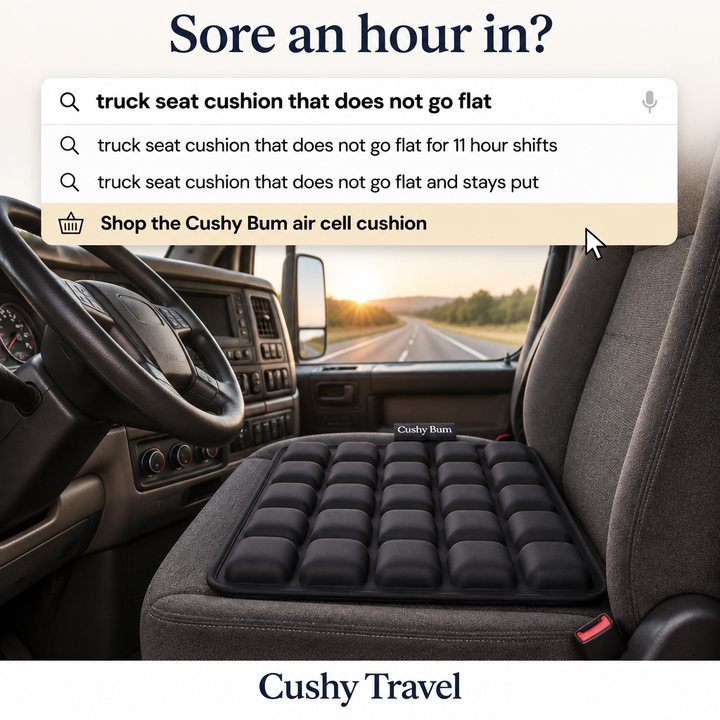 Sore an hour in?
truck seat cushion that does not go flat
truck seat cushion that does not go flat for 11 hour shifts
truck seat cushion that does not go flat and stays put
Shop the Cushy Bum air cell cushion
Cushy Bum
Cushy Travel